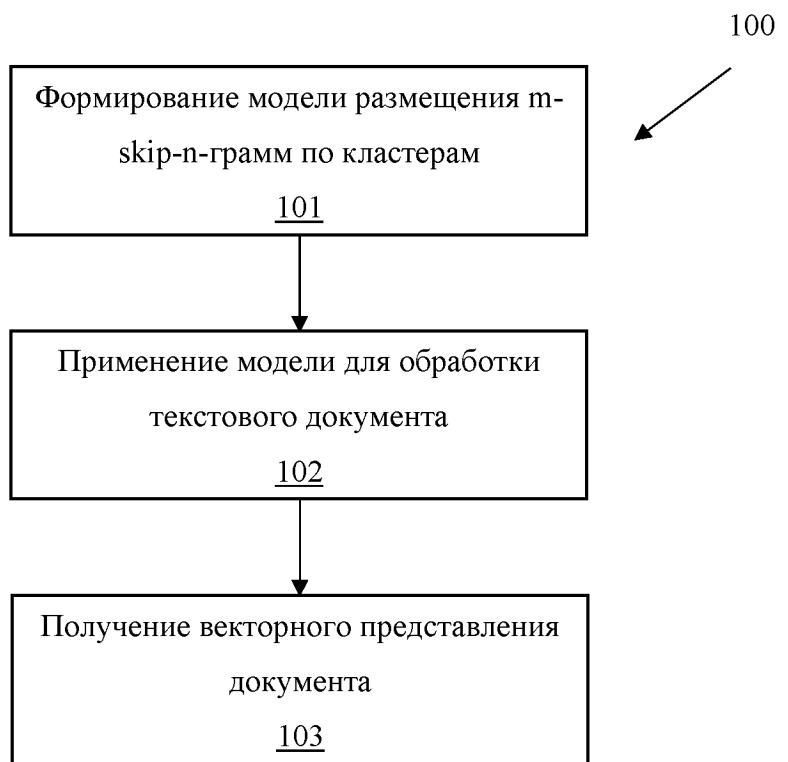 100
Формирование модели размещения m-
skip-n-грамм по кластерам
101
Применение модели для обработки
текстового документа
102
Получение векторного представления
документа
103